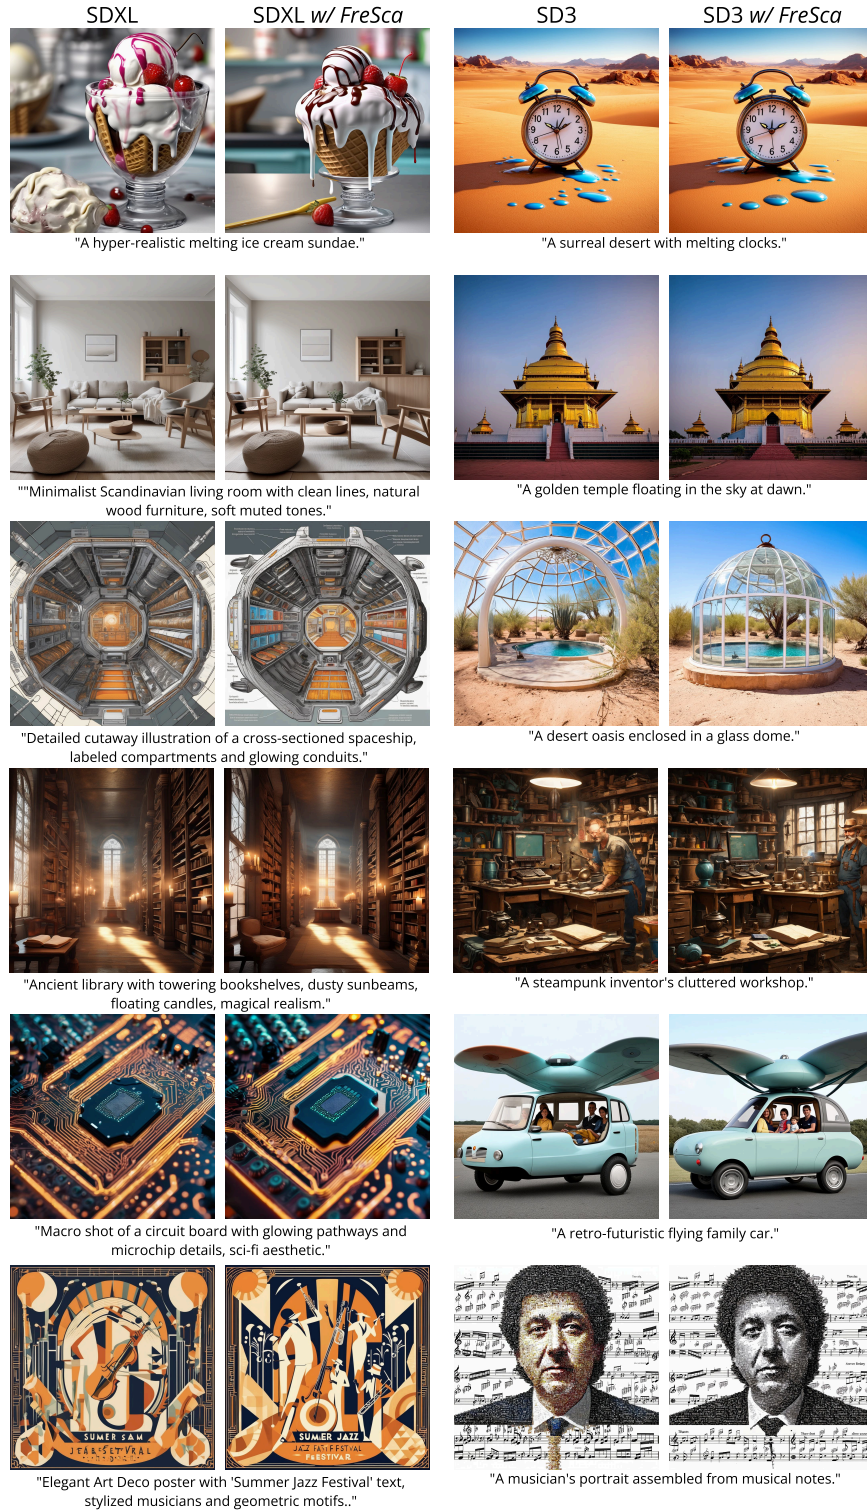 SDXL
SDXL w/ FreSca
SD3
SD3 w/ FreSca
"A hyper-realistic melting ice cream sundae."
"A surreal desert with melting clocks."
""Minimalist Scandinavian living room with clean lines, natural
wood furniture, soft muted tones."
"A golden temple floating in the sky at dawn."
"Detailed cutaway illustration of a cross-sectioned spaceship,
labeled compartments and glowing conduits."
"A desert oasis enclosed in a glass dome."
"Ancient library with towering bookshelves, dusty sunbeams,
floating candles, magical realism."
"A steampunk inventor's cluttered workshop."
"Macro shot of a circuit board with glowing pathways and
microchip details, sci-fi aesthetic."
"A retro-futuristic flying family car."
SUMER SAM
SUMER JAZZ
"Elegant Art Deco poster with 'Summer Jazz Festival' text,
stylized musicians and geometric motifs.."
"A musician's portrait assembled from musical notes."